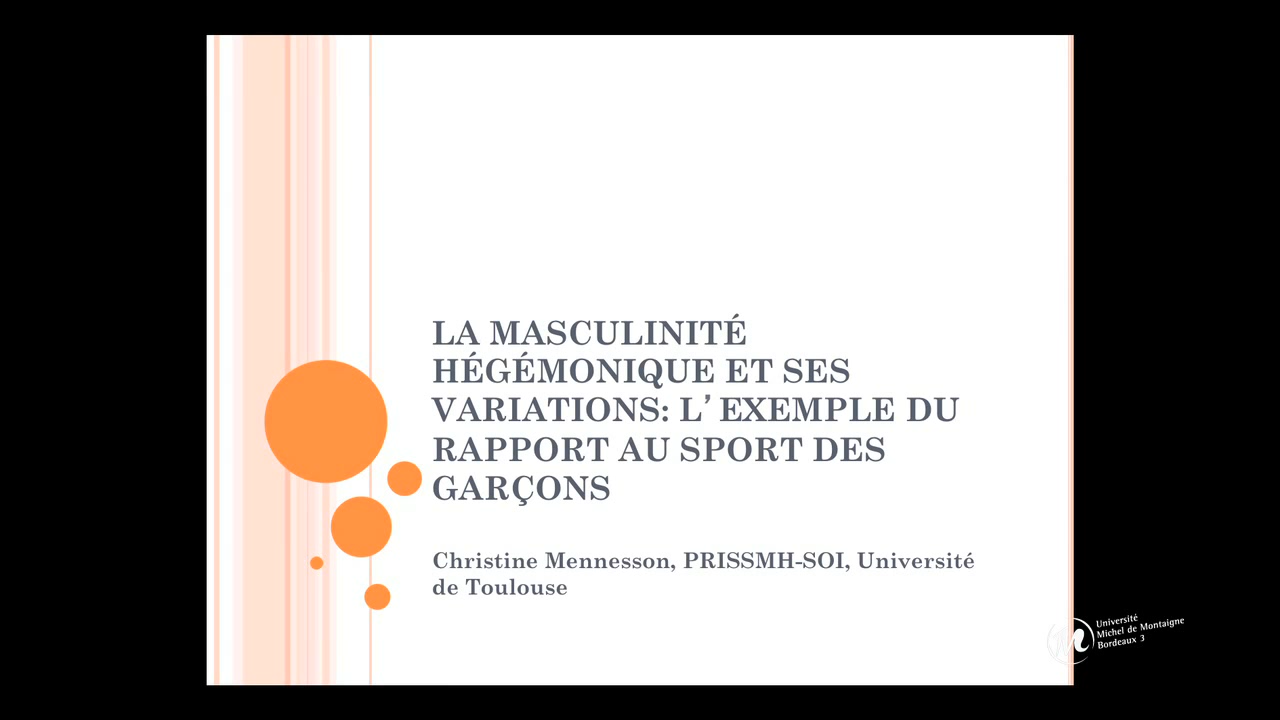 LA MASCULINITÉ
HÉGÉMONIQUE ET SES
VARIATIONS: L’ EXEMPLE DU
RAPPORT AU SPORT DES
GARÇONS
Christine Mennesson, PRISSMH-SOI, Université
de Toulouse
Université
Michel de Montaigne
Bordeaux 3